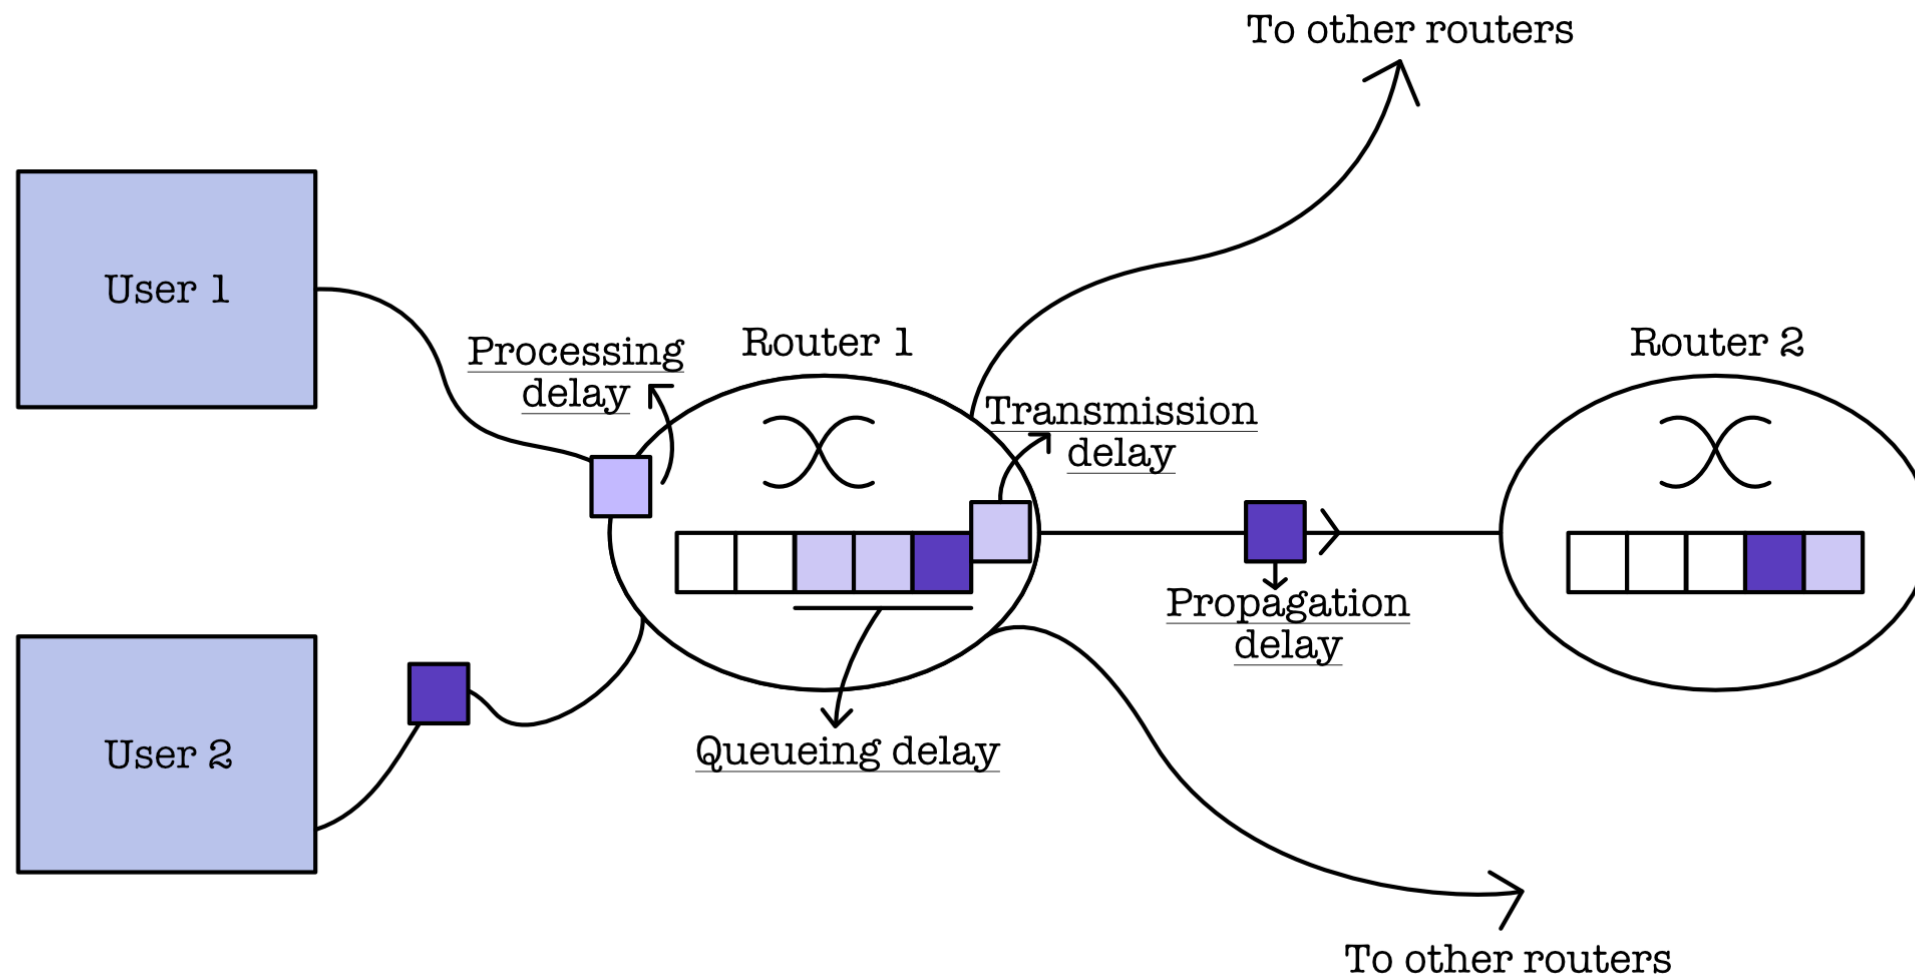 To other routers
User 1
Processing
delay
Router 1
Transmission
delay
Router 2
Propagation
delay
User 2
Queueing delay
To other routers